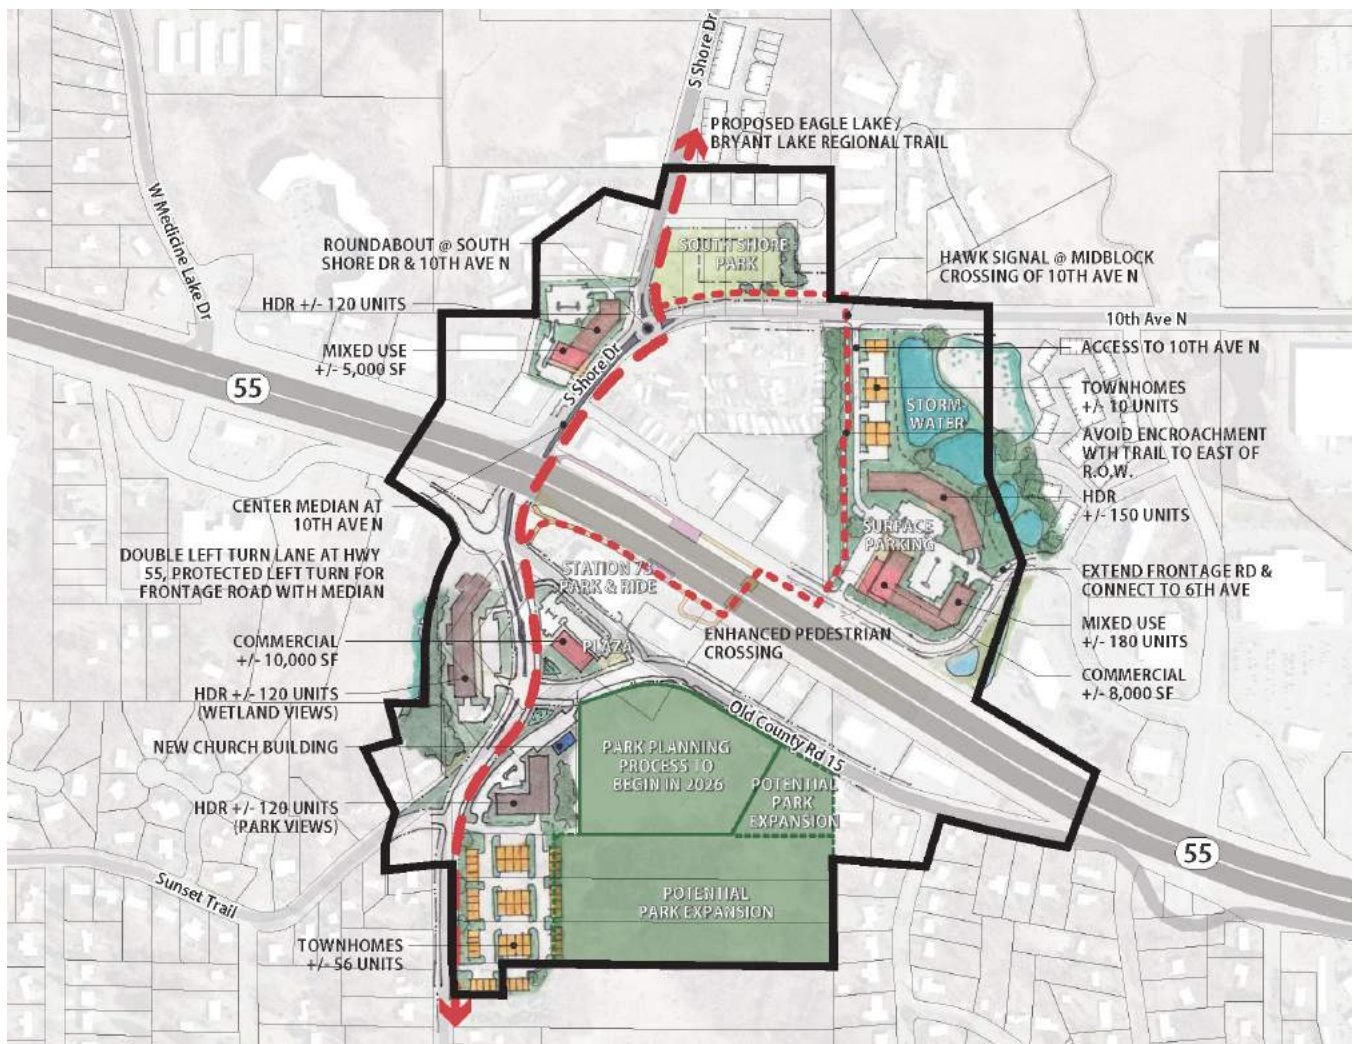 S Shore Dr
PROPOSED EAGLE LAKE/
BRYANT LAKE REGIONAL TRAIL
W Medicine Lake Dr
ROUNDABOUT @ SOUTH
SHORE DR & 10TH AVE N
SOUTH SHORE
PARK
HAWK SIGNAL @ MIDBLOCK
CROSSING OF 10TH AVE N
HDR +/- 120 UNITS
10th Ave N
MIXED USE
+/- 5,000 SF
ACCESS TO 10TH AVE N
55
S Shore Dr
TOWNHOMES
+/- 10 UNITS
STORM-
WATER
AVOID ENCROACHMENT
WTH TRAIL TO EAST OF
R.O.W.
CENTER MEDIAN AT
10TH AVE N
HDR
+/- 150 UNITS
SURFACE
PARKING
DOUBLE LEFT TURN LANE AT HWY
55, PROTECTED LEFT TURN FOR
FRONTAGE ROAD WITH MEDIAN
STATION 73
PARK & RIDE
EXTEND FRONTAGE RD &
CONNECT TO 6TH AVE
COMMERCIAL
+/- 10,000 SF
PLAZA
ENHANCED PEDESTRIAN
CROSSING
MIXED USE
+/- 180 UNITS
COMMERCIAL
+/- 8,000 SF
HDR +/- 120 UNITS
(WETLAND VIEWS)
Old County Rd 15
NEW CHURCH BUILDING
PARK PLANNING
PROCESS TO
BEGIN IN 2026
POTENTIAL
PARK
EXPANSION
HDR +/- 120 UNITS
(PARK VIEWS)
55
Sunset Trail
POTENTIAL
PARK EXPANSION
TOWNHOMES
+/- 56 UNITS